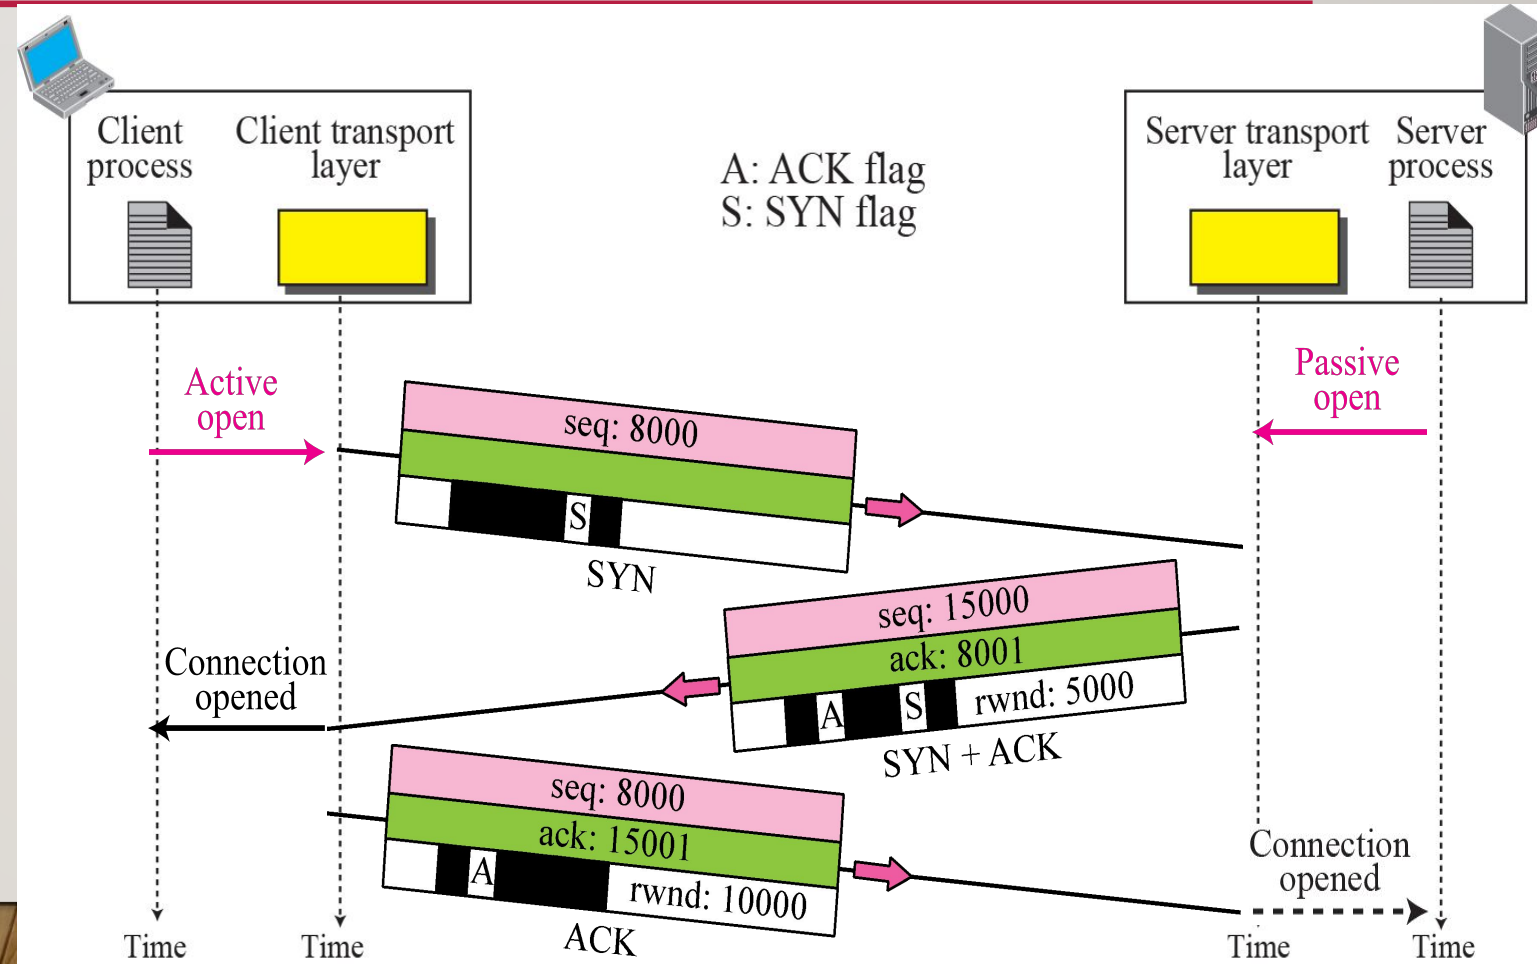 Client
process
Client transport
layer
A: ACK flag
S: SYN flag
Server transport
layer
Server
process
Active
open
Passive
open
seq: 8000
S
SYN
seq: 15000
ack: 8001
A
S
rwnd: 5000
SYN + ACK
Connection
opened
seq: 8000
ack: 15001
A
rwnd: 10000
ACK
Connection
opened
Time
Time
Time
Time